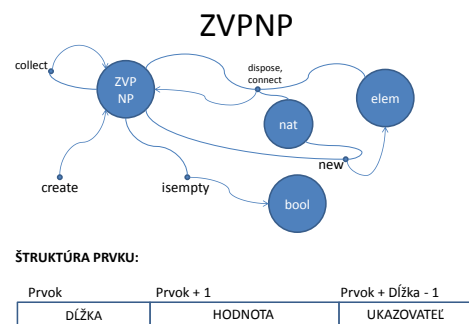 ZVPNP
collect
ZVP
NP
dispose,
connect
elem
nat
new
create
isempty
bool
ŠTRUKTÚRA PRVKU:
Prvok
Prvok + 1
Prvok + Dĺžka - 1
DĹŽKA
HODNOTA
UKAZOVATEĽ